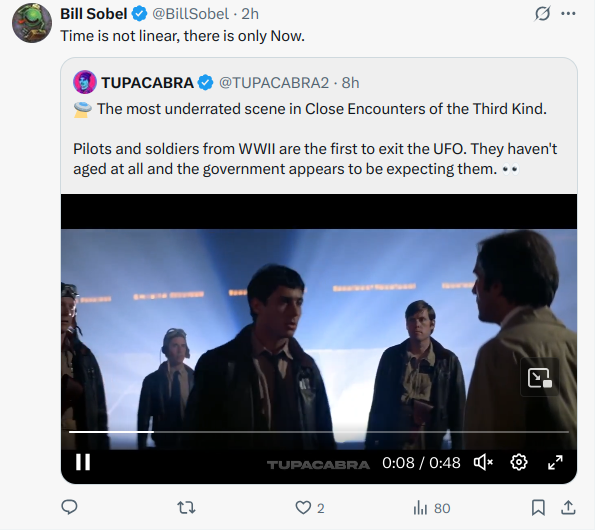 Bill Sobel @BillSobel · 2h
Time is not linear, there is only Now.
TUPACABRA @TUPACABRA2 · 8h
🛸 The most underrated scene in Close Encounters of the Third Kind.
Pilots and soldiers from WWII are the first to exit the UFO. They haven't
aged at all and the government appears to be expecting them. 👀
TUPACABRA
0:08 / 0:48
2
80